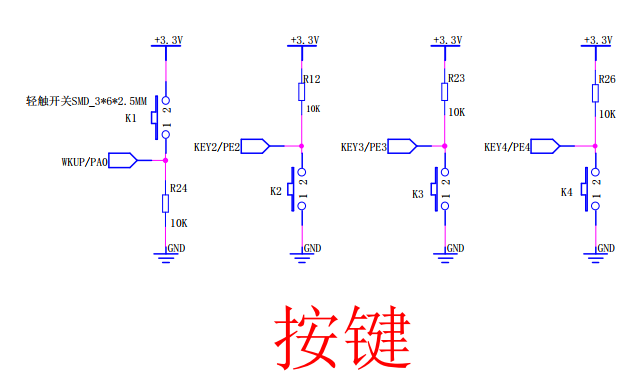 +3.3V
+3.3V
+3.3V
+3.3V
轻触开关SMD_3*6*2.5MM
K1
2
1
WKUP/PA0
R24
10K
GND
R12
10K
KEY2/PE2
K2
2
1
GND
R23
10K
KEY3/PE3
K3
2
1
GND
R26
10K
KEY4/PE4
K4
2
1
GND
按键